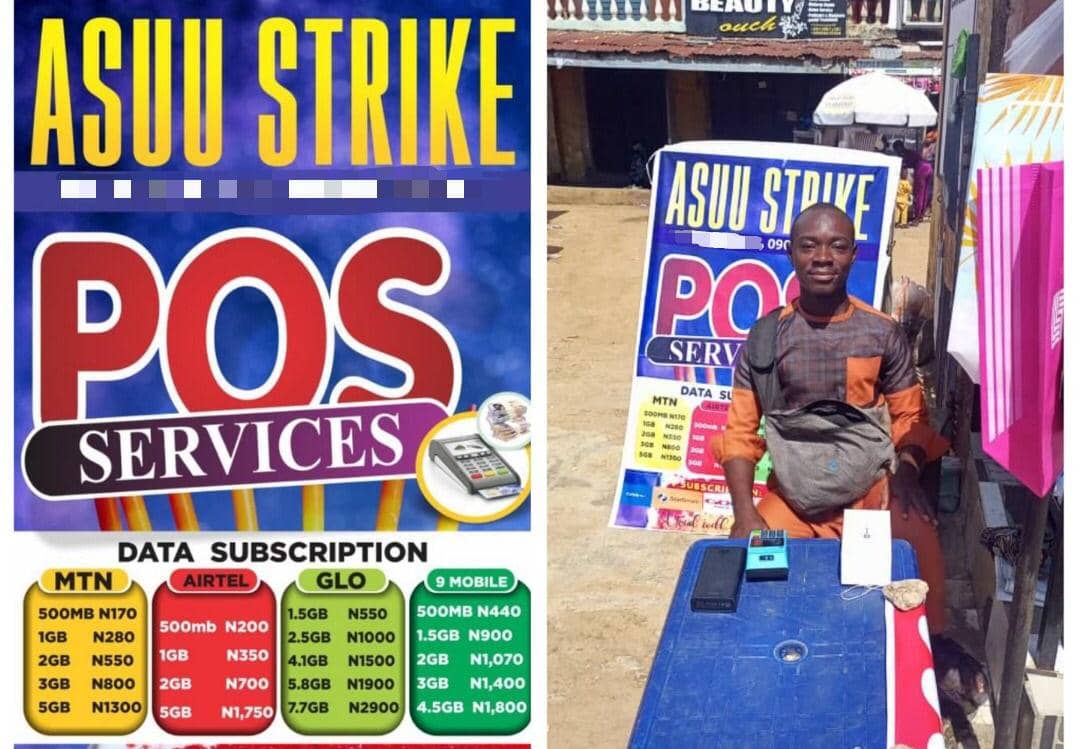 ASUU STRIKE
POS
SERVICES
DATA SUBSCRIPTION
MTN
500MB N170
1GB N280
2GB N550
3GB N800
5GB N1300
AIRTEL
500mb N200
1GB N350
2GB N700
5GB N1,750
GLO
1.5GB N550
2.5GB N1000
4.1GB N1500
5.8GB N1900
7.7GB N2900
9 MOBILE
500MB N440
1.5GB N900
2GB N1,070
3GB N1,400
4.5GB N1,800
BEAUTY
ouch
ASUU STRIKE
, 090
POS
SERV
DATA SU
MTN
500MB N170
1GB N280
2GB N550
3GB N800
5GB N1300
SUBSCRIPTION: